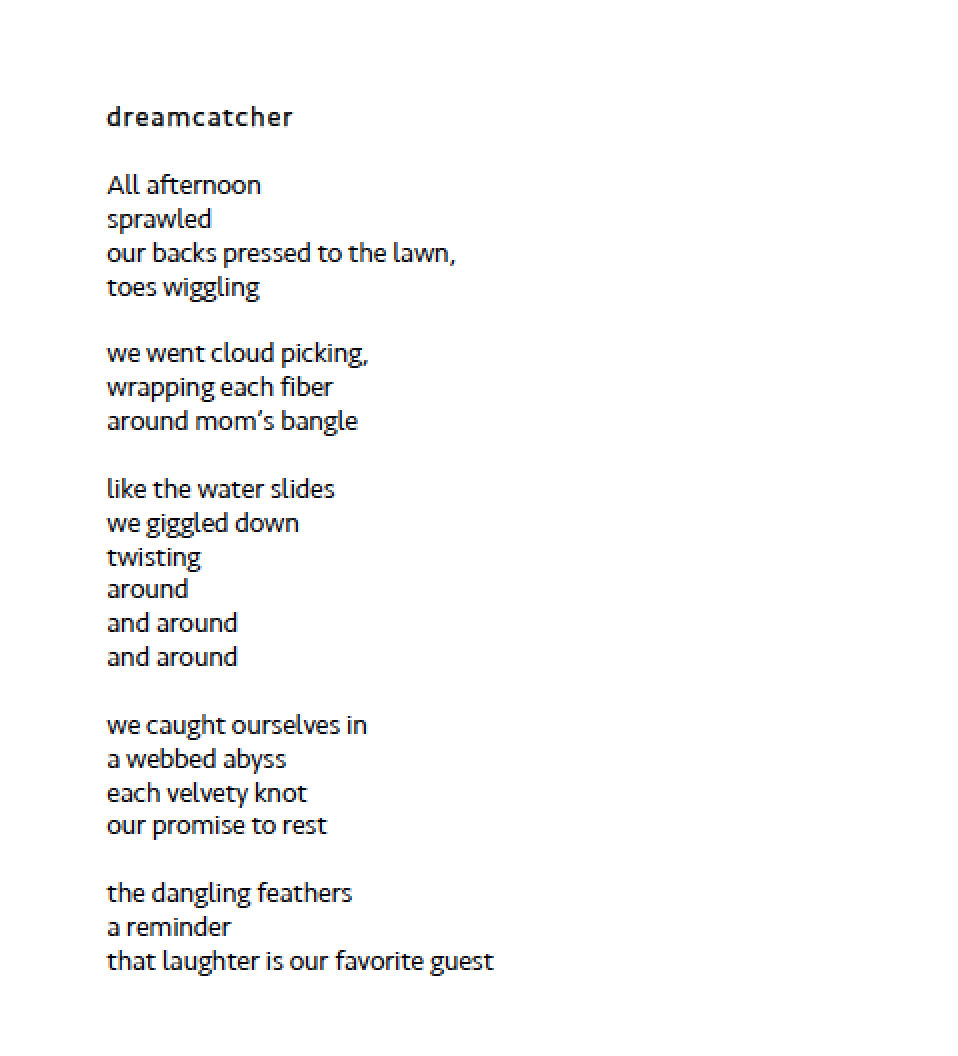 dreamcatcher
All afternoon
sprawled
our backs pressed to the lawn,
toes wiggling
we went cloud picking,
wrapping each fiber
around mom’s bangle
like the water slides
we giggled down
twisting
around
and around
and around
we caught ourselves in
a webbed abyss
each velvety knot
our promise to rest
the dangling feathers
a reminder
that laughter is our favorite guest